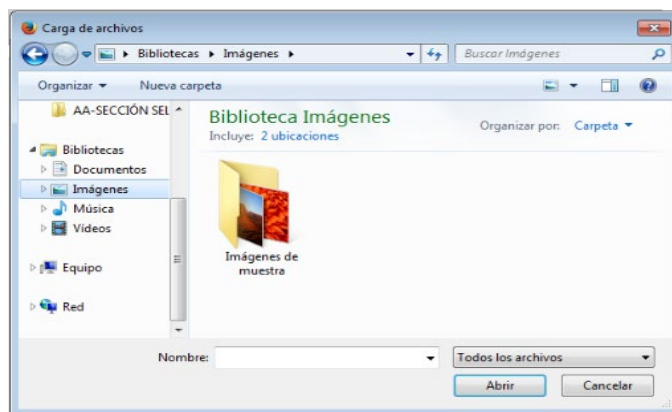 Carga de archivos
Bibliotecas Imágenes
Buscar Imágenes
Organizar Nueva carpeta
AA-SECCIÓN SEL
Bibliotecas
Documentos
Imágenes
Música
Vídeos
Equipo
Red
Biblioteca Imágenes
Incluye: 2 ubicaciones
Organizar por: Carpeta
Imágenes de
muestra
Nombre:
Todos los archivos
Abrir Cancelar